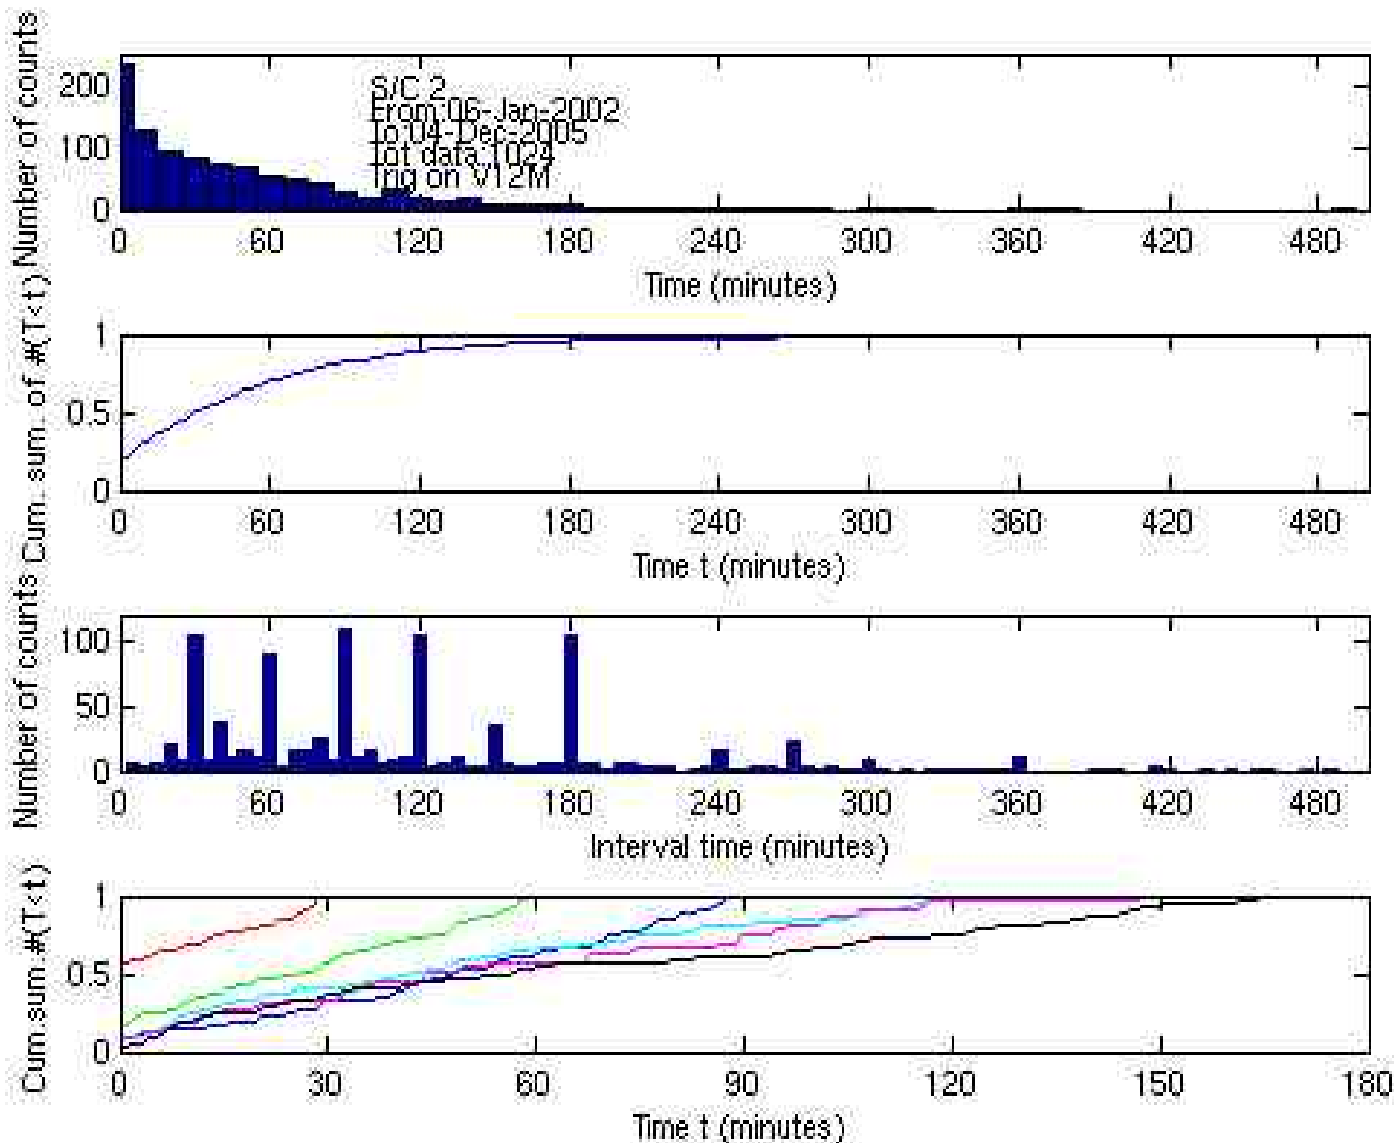 Number of counts
200
100
0
S/C 2
From:06-Jan-2002
To:04-Dec-2005
Tot data:1024
Trig on V12M
0 60 120 180 240 300 360 420 480
Time (minutes)
Cum. sum. of #(T<t)
1
0.5
0
0 60 120 180 240 300 360 420 480
Time t (minutes)
Number of counts
100
50
0
0 60 120 180 240 300 360 420 480
Interval time (minutes)
Cum.sum.#(T<t)
1
0.5
0
0 30 60 90 120 150 180
Time t (minutes)